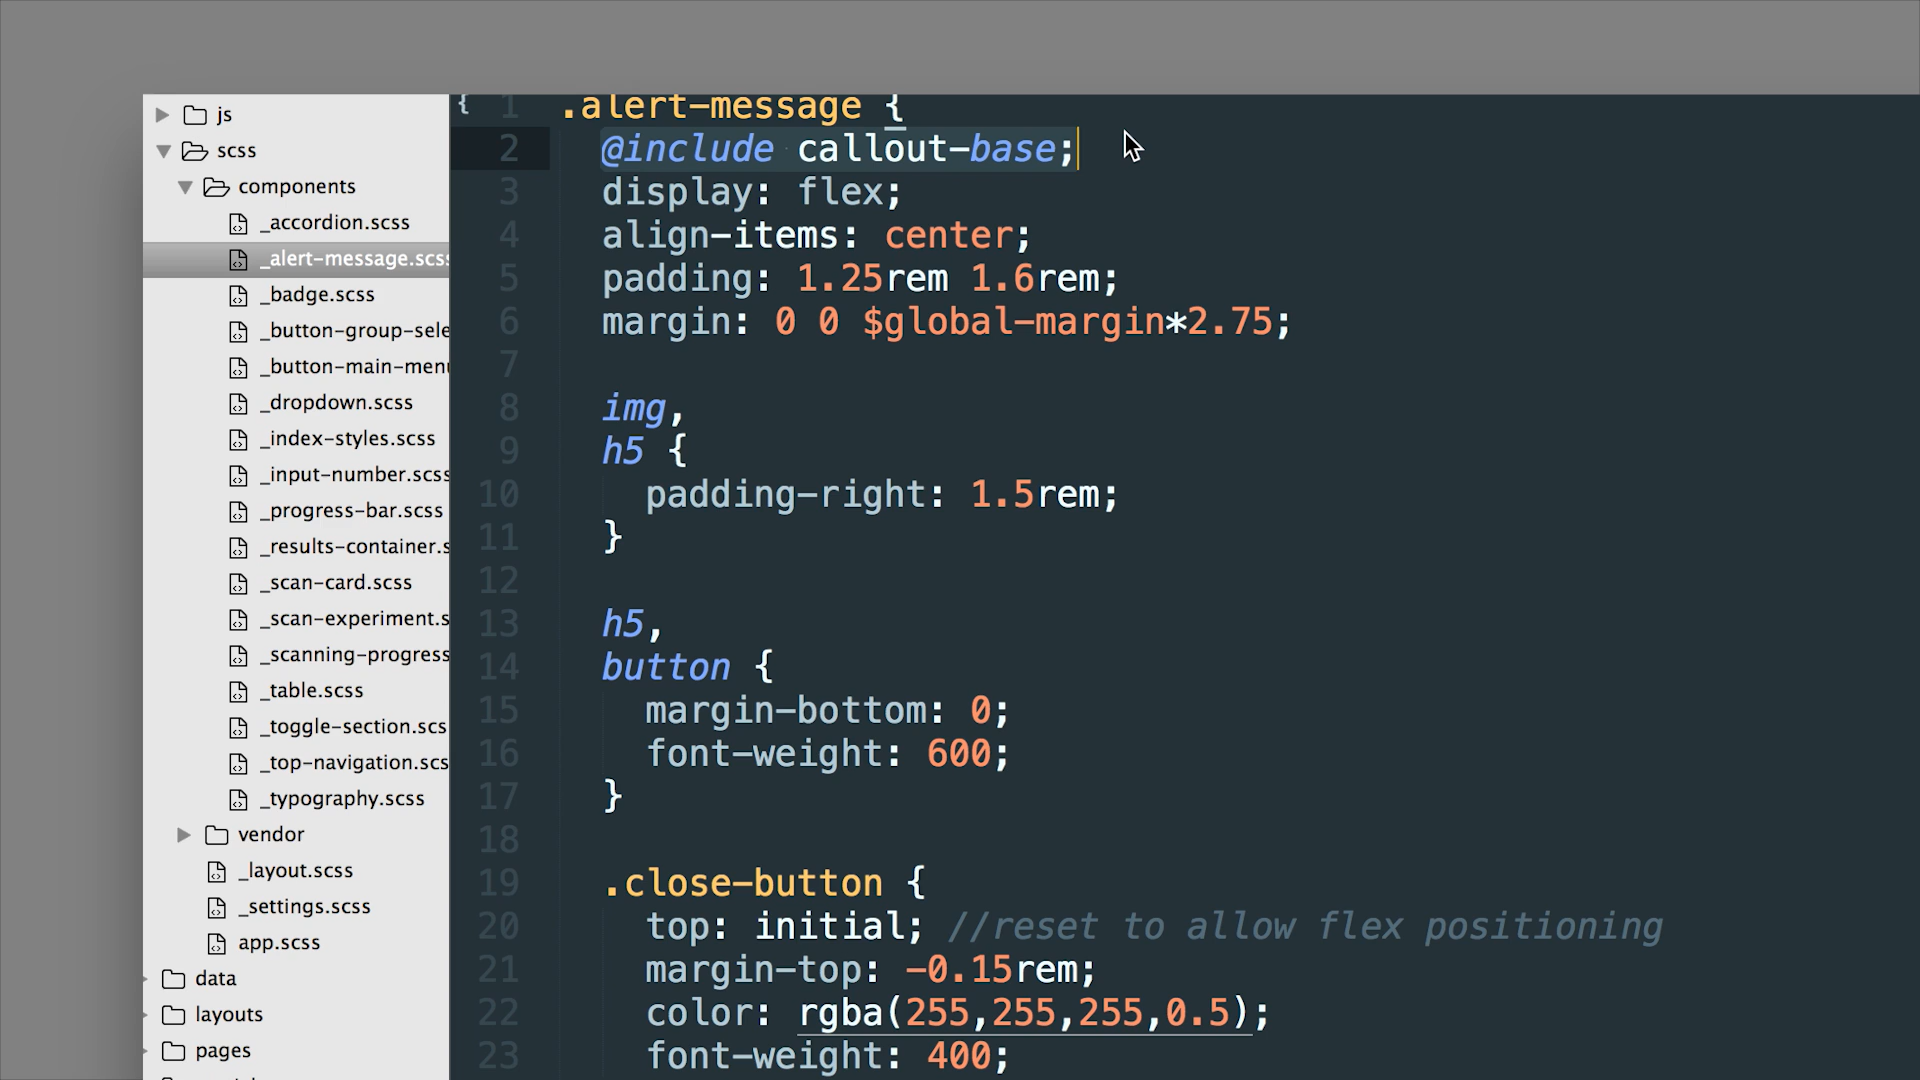 js
scss
components
_accordion.scss
_alert-message.scss
_badge.scss
_button-group-sele
_button-main-menu
_dropdown.scss
_index-styles.scss
_input-number.scss
_progress-bar.scss
_results-container.s
_scan-card.scss
_scan-experiment.s
_scanning-progress
_table.scss
_toggle-section.scs
_top-navigation.scs
_typography.scss
vendor
_layout.scss
_settings.scss
app.scss
data
layouts
pages
{ 1 .alert-message {
2 @include callout-base;
3 display: flex;
4 align-items: center;
5 padding: 1.25rem 1.6rem;
6 margin: 0 0 $global-margin*2.75;
7
8 img,
9 h5 {
10 padding-right: 1.5rem;
11 }
12
13 h5,
14 button {
15 margin-bottom: 0;
16 font-weight: 600;
17 }
18
19 .close-button {
20 top: initial; //reset to allow flex positioning
21 margin-top: -0.15rem;
22 color: rgba(255,255,255,0.5);
23 font-weight: 400;